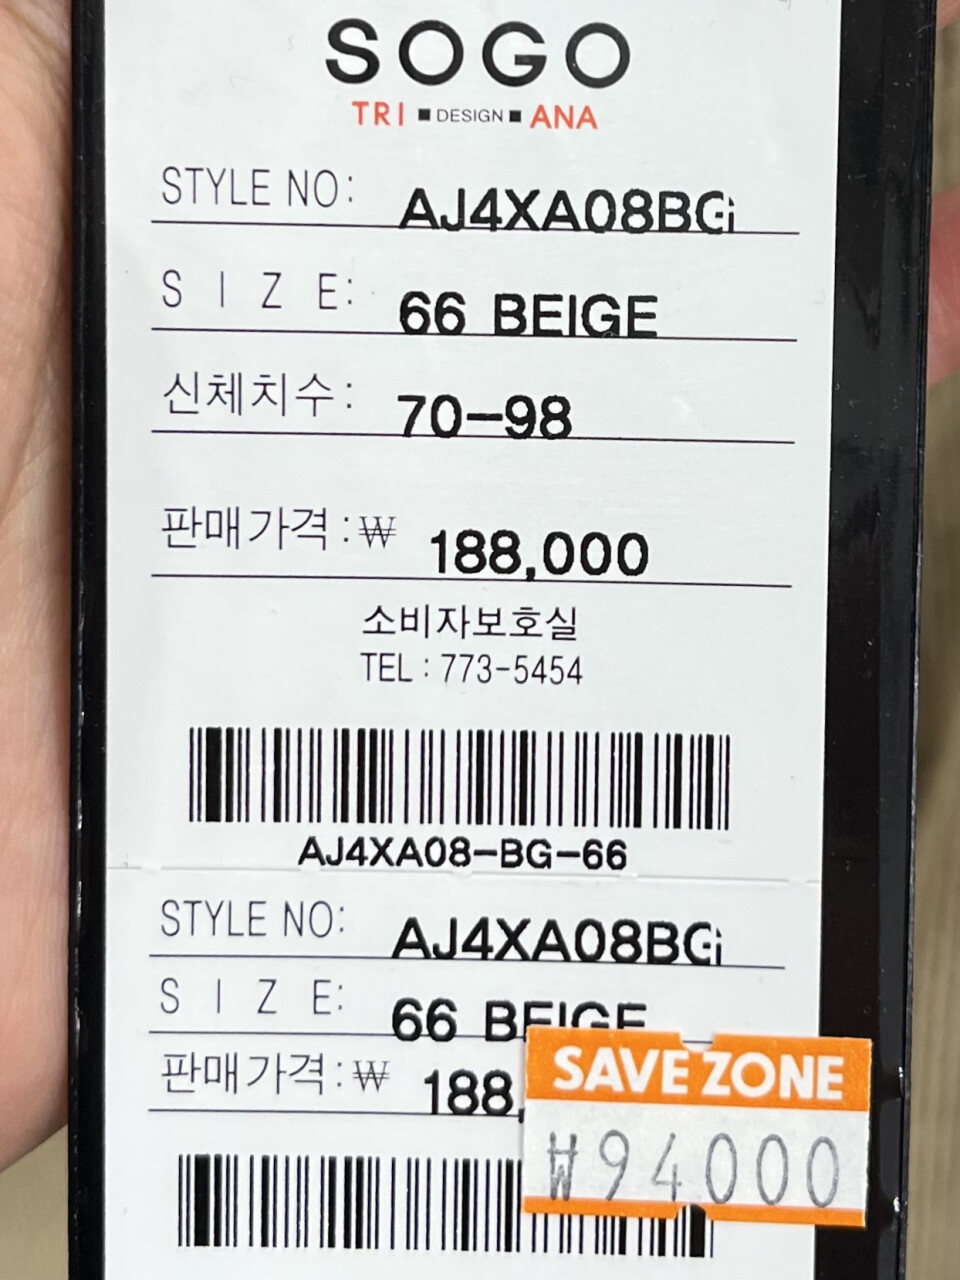 SOGO
TRI ■ DESIGN ■ ANA
STYLE NO: AJ4XA08BG
S I Z E: 66 BEIGE
신체치수: 70-98
판매가격:₩ 188,000
소비자보호실
TEL : 773-5454
AJ4XA08-BG-66
STYLE NO: AJ4XA08BG
S I Z E: 66 BEIGE
판매가격:₩ 188,
SAVE ZONE
₩94000